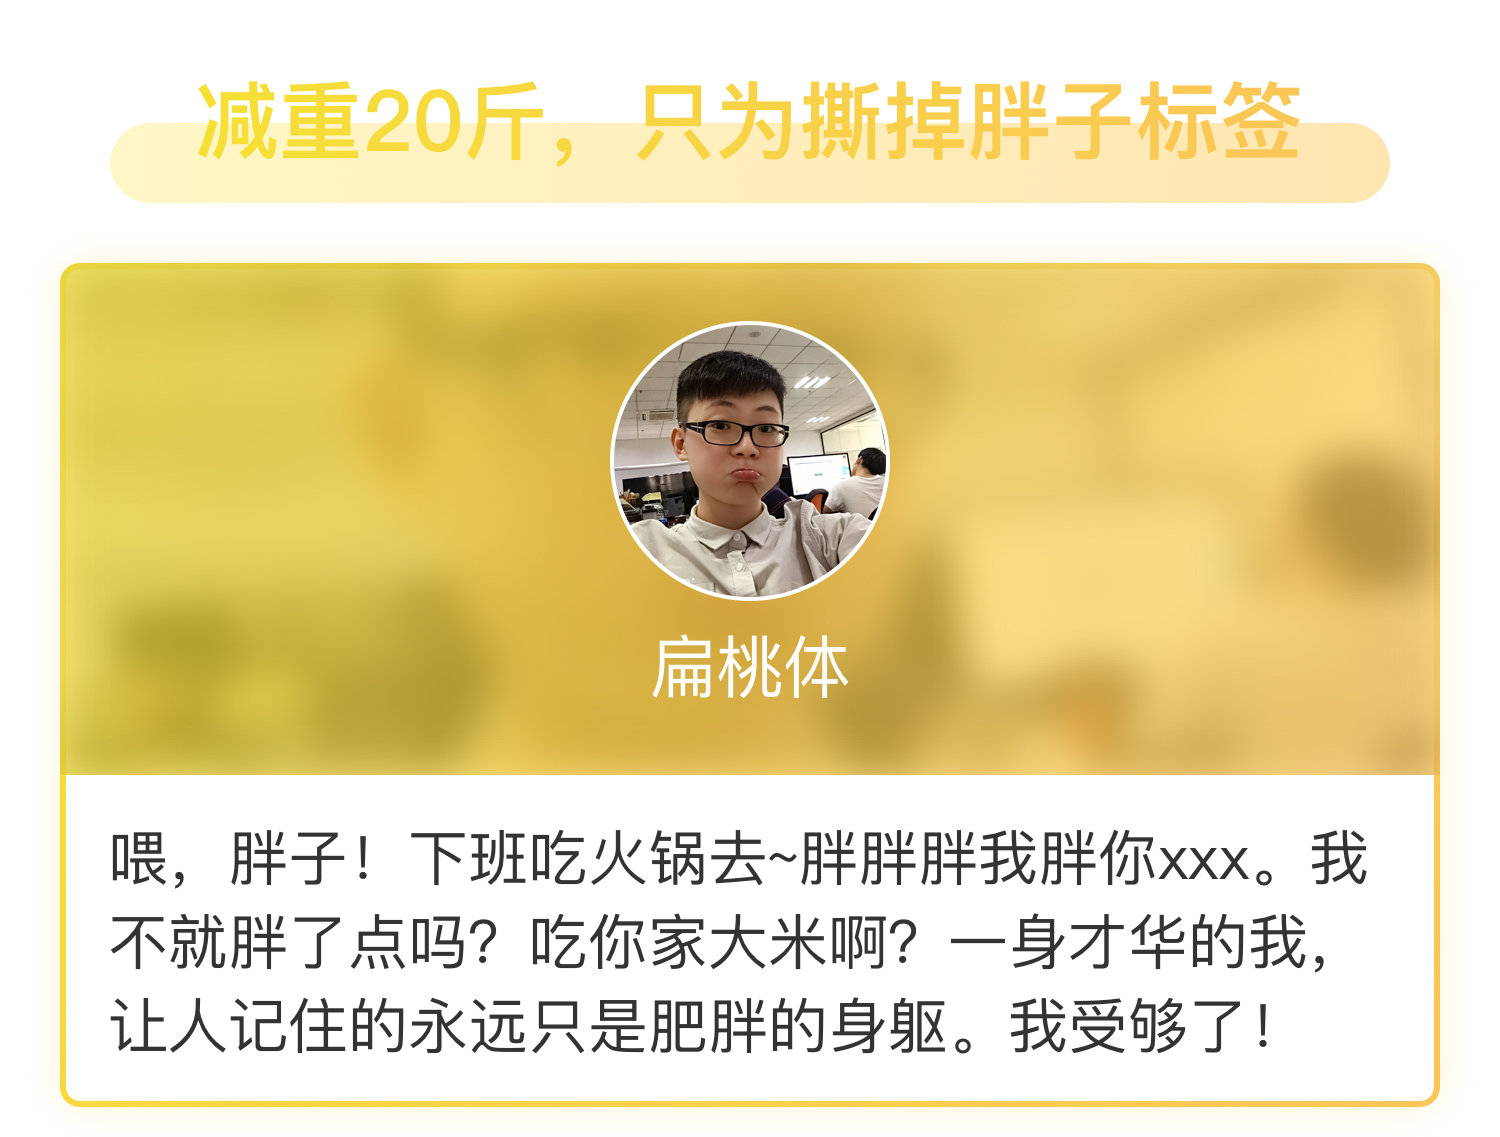 减重20斤，只为撕掉胖子标签
扁桃体
喂，胖子！下班吃火锅去~胖胖胖我胖你xxx。我
不就胖了点吗？吃你家大米啊？一身才华的我，
让人记住的永远只是肥胖的身躯。我受够了！